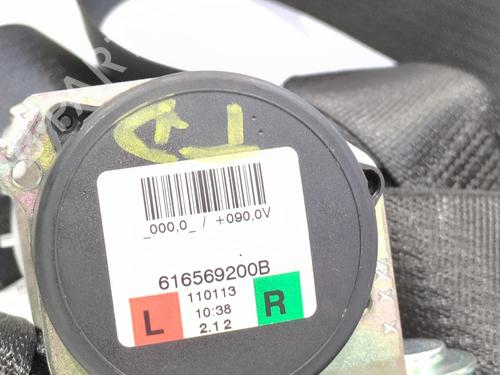 _000,0_ / +090,0V
616569200B
110113
L 10:38 R
2.12